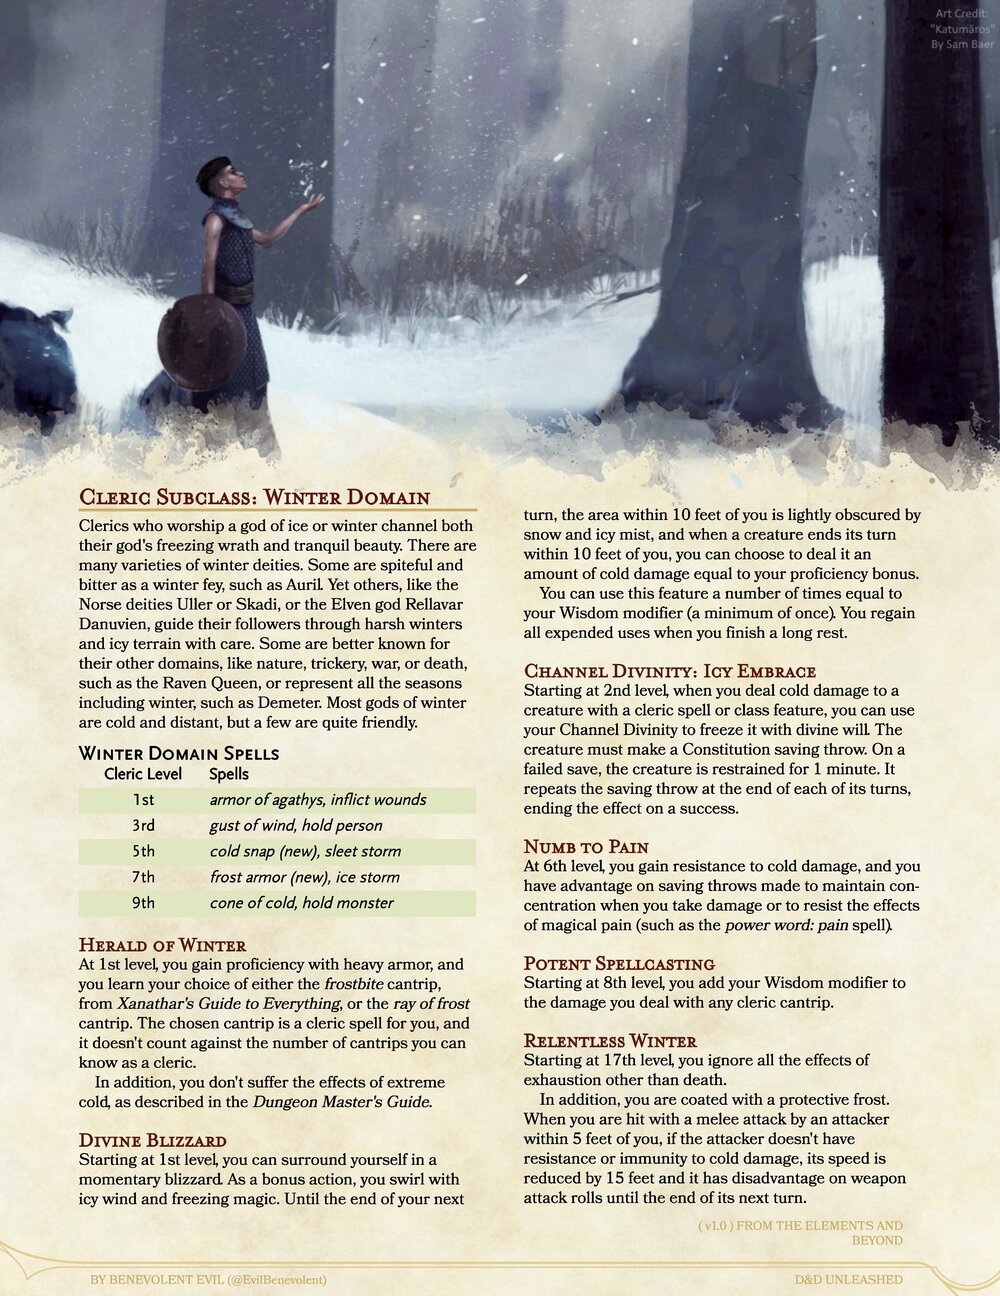 Art Credit:
"Katumāros"
By Sam Baer
Cleric Subclass: Winter Domain
Clerics who worship a god of ice or winter channel both
their god's freezing wrath and tranquil beauty. There are
many varieties of winter deities. Some are spiteful and
bitter as a winter fey, such as Auril. Yet others, like the
Norse deities Uller or Skadi, or the Elven god Rellavar
Danuvien, guide their followers through harsh winters
and icy terrain with care. Some are better known for
their other domains, like nature, trickery, war, or death,
such as the Raven Queen, or represent all the seasons
including winter, such as Demeter. Most gods of winter
are cold and distant, but a few are quite friendly.
Winter Domain Spells
Cleric Level Spells
1st armor of agathys, inflict wounds
3rd gust of wind, hold person
5th cold snap (new), sleet storm
7th frost armor (new), ice storm
9th cone of cold, hold monster
Herald of Winter
At 1st level, you gain proficiency with heavy armor, and
you learn your choice of either the frostbite cantrip,
from Xanathar's Guide to Everything, or the ray of frost
cantrip. The chosen cantrip is a cleric spell for you, and
it doesn't count against the number of cantrips you can
know as a cleric.
In addition, you don't suffer the effects of extreme
cold, as described in the Dungeon Master's Guide.
Divine Blizzard
Starting at 1st level, you can surround yourself in a
momentary blizzard. As a bonus action, you swirl with
icy wind and freezing magic. Until the end of your next
turn, the area within 10 feet of you is lightly obscured by
snow and icy mist, and when a creature ends its turn
within 10 feet of you, you can choose to deal it an
amount of cold damage equal to your proficiency bonus.
You can use this feature a number of times equal to
your Wisdom modifier (a minimum of once). You regain
all expended uses when you finish a long rest.
Channel Divinity: Icy Embrace
Starting at 2nd level, when you deal cold damage to a
creature with a cleric spell or class feature, you can use
your Channel Divinity to freeze it with divine will. The
creature must make a Constitution saving throw. On a
failed save, the creature is restrained for 1 minute. It
repeats the saving throw at the end of each of its turns,
ending the effect on a success.
Numb to Pain
At 6th level, you gain resistance to cold damage, and you
have advantage on saving throws made to maintain con-
centration when you take damage or to resist the effects
of magical pain (such as the power word: pain spell).
Potent Spellcasting
Starting at 8th level, you add your Wisdom modifier to
the damage you deal with any cleric cantrip.
Relentless Winter
Starting at 17th level, you ignore all the effects of
exhaustion other than death.
In addition, you are coated with a protective frost.
When you are hit with a melee attack by an attacker
within 5 feet of you, if the attacker doesn't have
resistance or immunity to cold damage, its speed is
reduced by 15 feet and it has disadvantage on weapon
attack rolls until the end of its next turn.
( v1.0 ) FROM THE ELEMENTS AND
BEYOND
BY BENEVOLENT EVIL (@EvilBenevolent)
D&D UNLEASHED